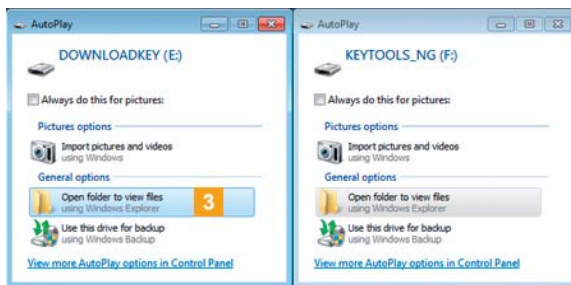 AutoPlay
DOWNLOADKEY (E:)
Always do this for pictures:
Pictures options
Import pictures and videos
using Windows
General options
Open folder to view files
using Windows Explorer
3
Use this drive for backup
using Windows Backup
View more AutoPlay options in Control Panel
AutoPlay
KEYTOOLS_NG (F:)
Always do this for pictures:
Pictures options
Import pictures and videos
using Windows
General options
Open folder to view files
using Windows Explorer
Use this drive for backup
using Windows Backup
View more AutoPlay options in Control Panel